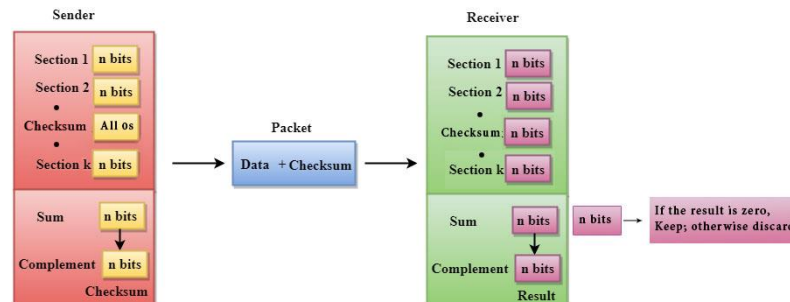 Sender
Section 1 n bits
Section 2 n bits
Checksum All 0s
Section k n bits
Sum n bits
Complement n bits
Checksum
Packet
Data + Checksum
Receiver
Section 1 n bits
Section 2 n bits
Checksum: n bits
Section k n bits
Sum n bits
Complement n bits
Result
n bits
If the result is zero,
Keep; otherwise discard